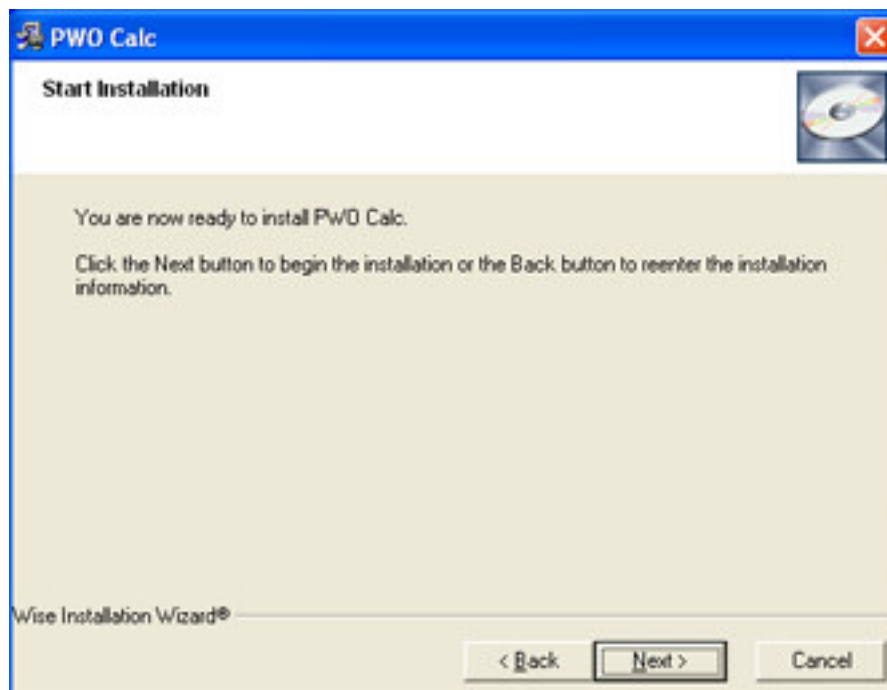 PWO Calc
Start Installation
You are now ready to install PWO Calc.
Click the Next button to begin the installation or the Back button to reenter the installation
information.
Wise Installation Wizard®
< Back
Next >
Cancel